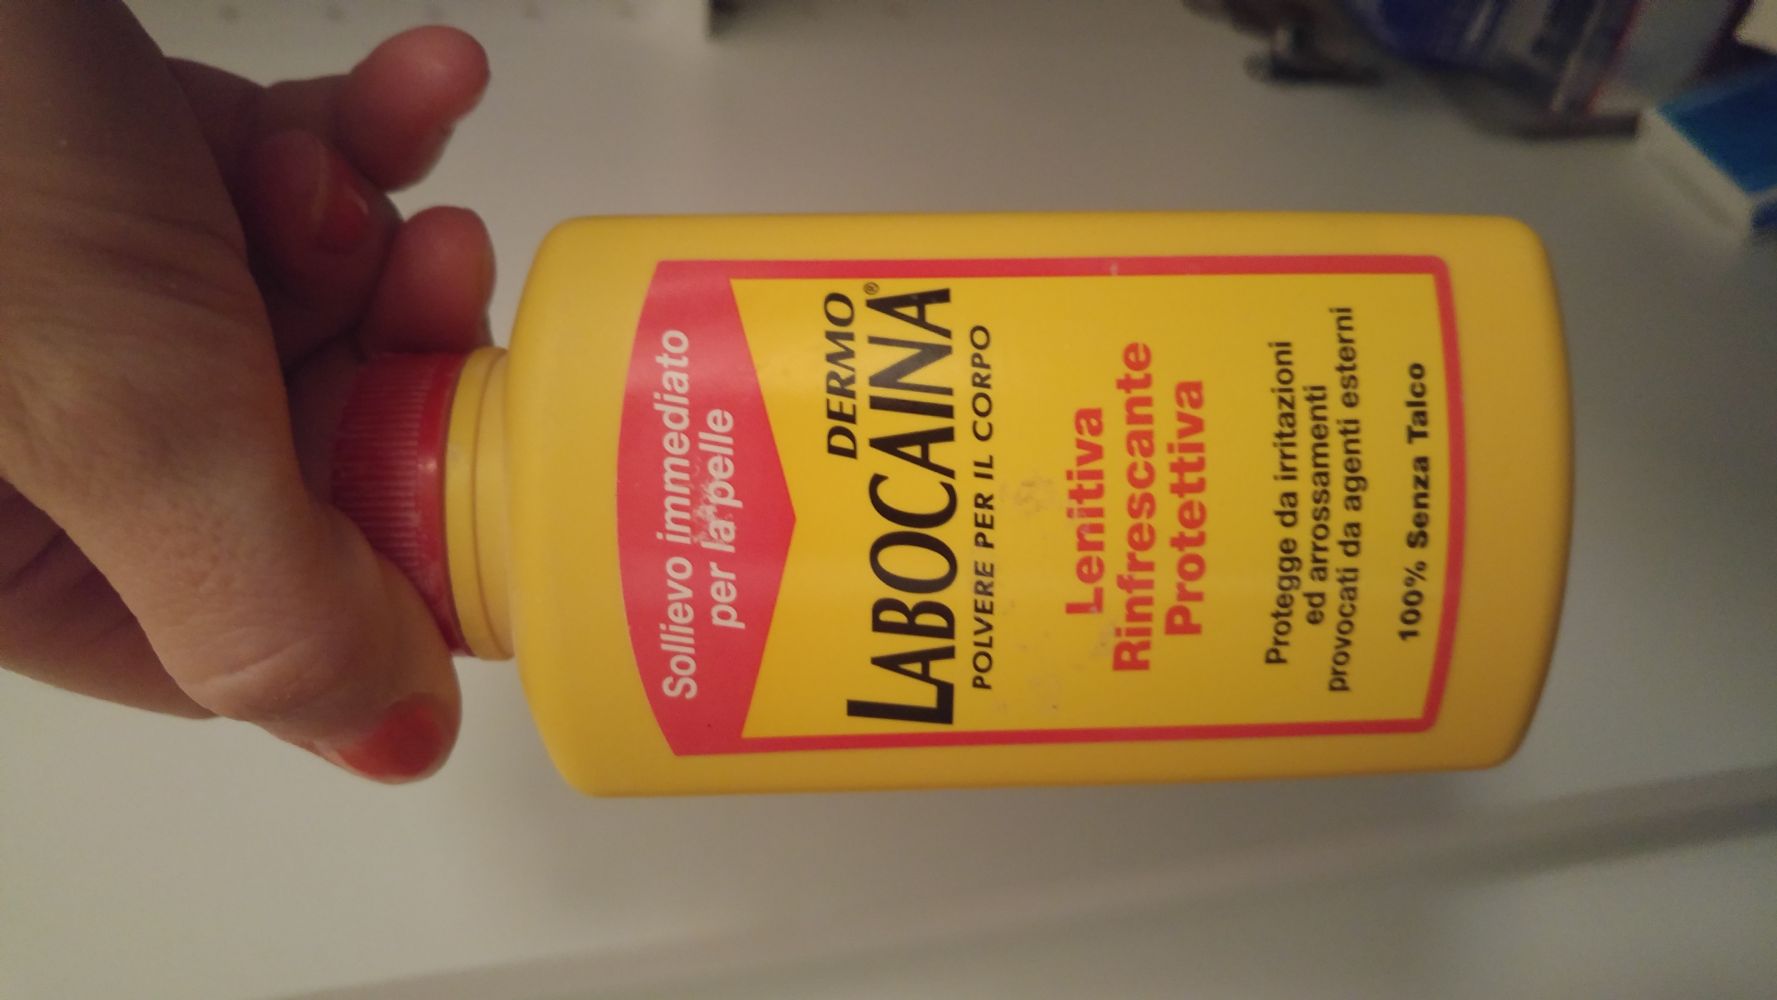 Sollievo immediato
per la pelle
DERMO
LABOCAINA®
POLVERE PER IL CORPO
Lenitiva
Rinfrescante
Protettiva
Protegge da irritazioni
ed arrossamenti
provocati da agenti esterni
100% Senza Talco